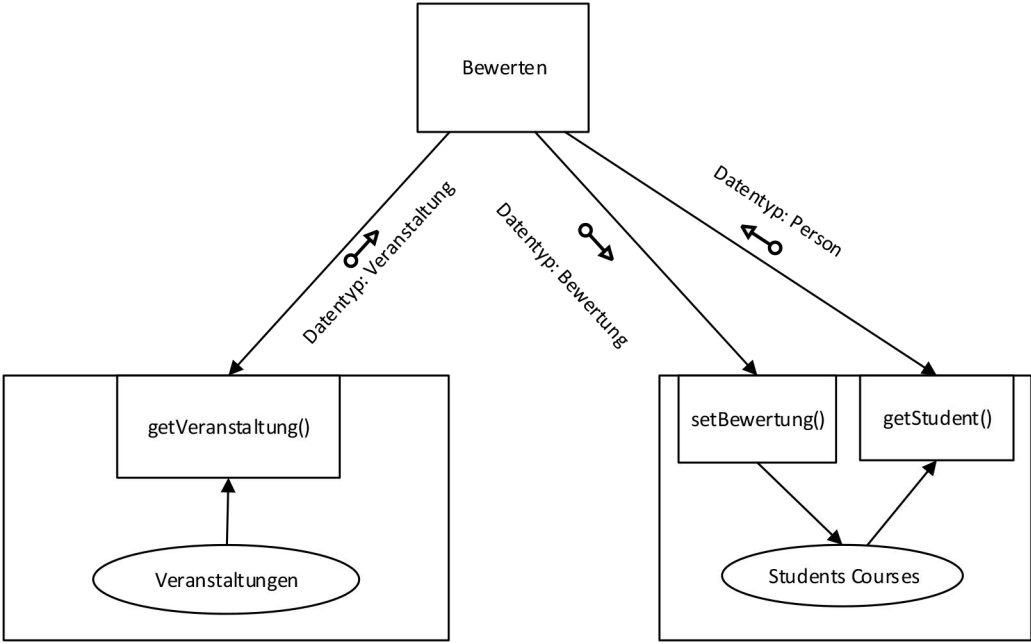 Bewerten
Datentyp: Veranstaltung
Datentyp: Bewertung
Datentyp: Person
getVeranstaltung()
setBewertung()
getStudent()
Veranstaltungen
Students Courses